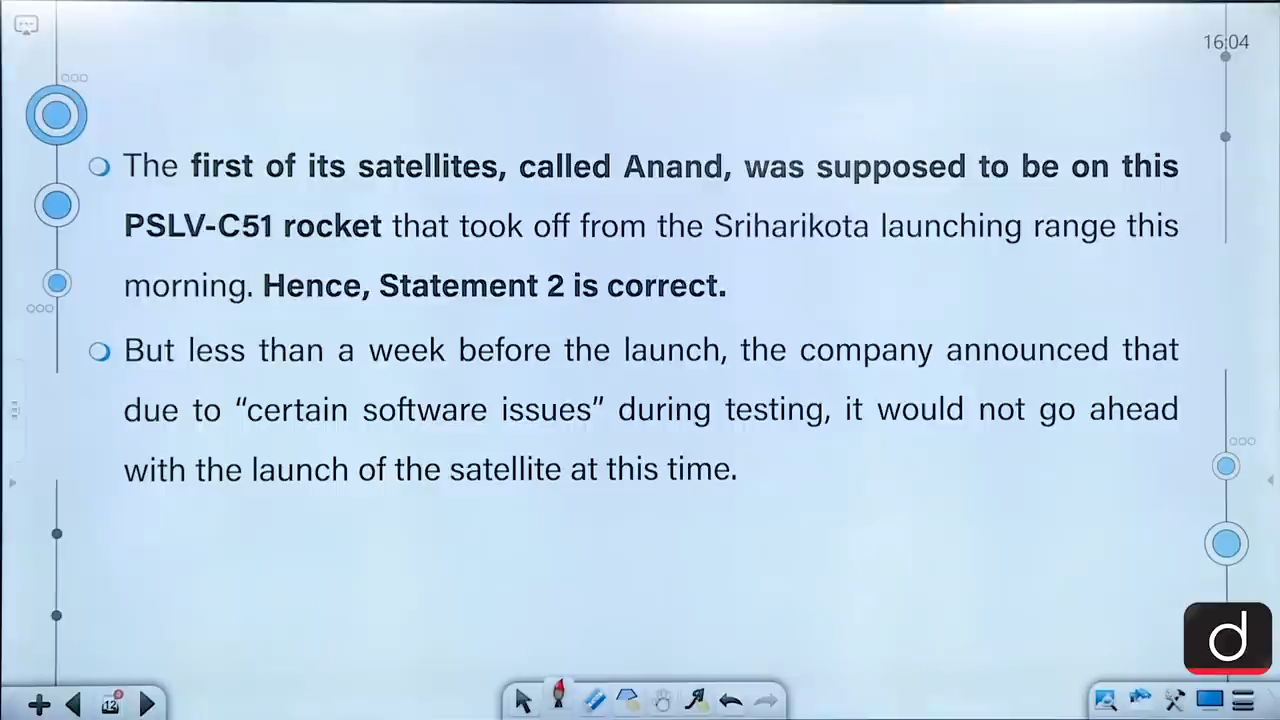 16:04
The first of its satellites, called Anand, was supposed to be on this
PSLV-C51 rocket that took off from the Sriharikota launching range this
morning. Hence, Statement 2 is correct.
But less than a week before the launch, the company announced that
due to “certain software issues” during testing, it would not go ahead
with the launch of the satellite at this time.
d
12